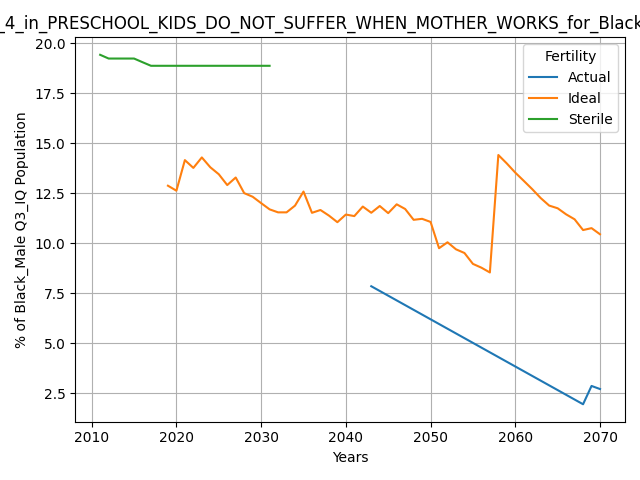 _4_in_PRESCHOOL_KIDS_DO_NOT_SUFFER_WHEN_MOTHER_WORKS_for_Black
20.0
17.5
15.0
12.5
10.0
7.5
5.0
2.5
% of Black_Male Q3_IQ Population
Fertility
Actual
Ideal
Sterile
2010 2020 2030 2040 2050 2060 2070
Years